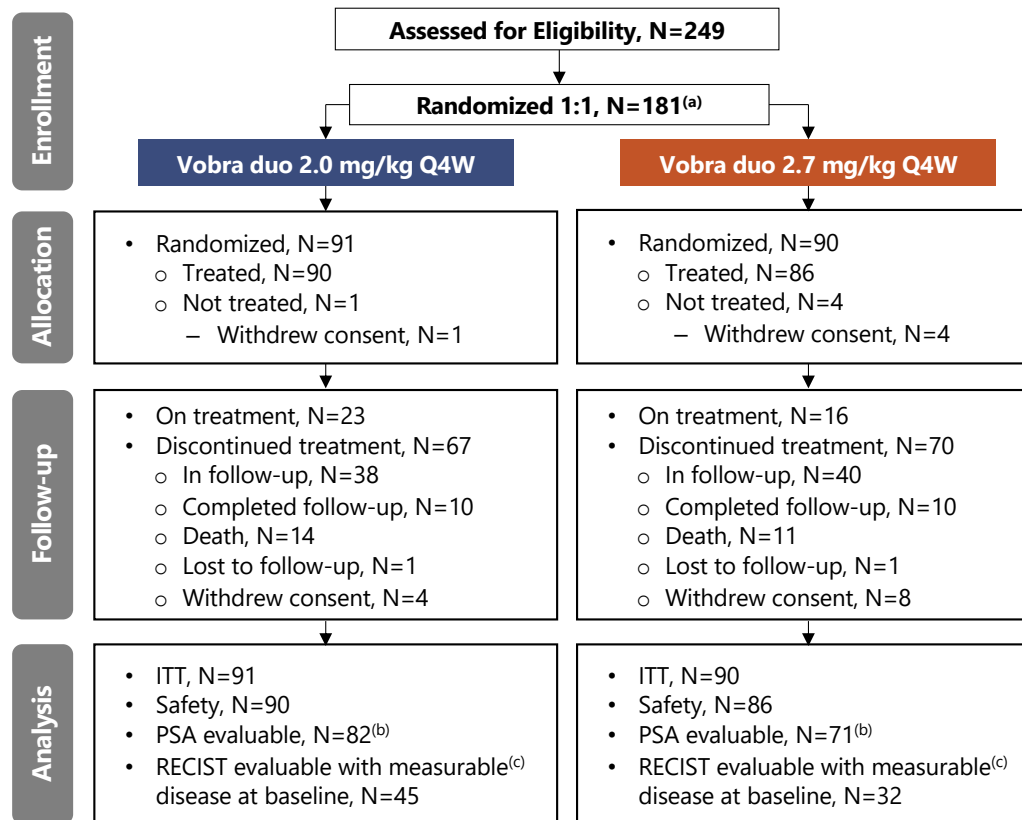 Enrollment
Assessed for Eligibility, N=249
Randomized 1:1, N=181(a)
Vobra duo 2.0 mg/kg Q4W
Vobra duo 2.7 mg/kg Q4W
Allocation
• Randomized, N=91
o Treated, N=90
o Not treated, N=1
– Withdrew consent, N=1
• Randomized, N=90
o Treated, N=86
o Not treated, N=4
– Withdrew consent, N=4
Follow-up
• On treatment, N=23
• Discontinued treatment, N=67
o In follow-up, N=38
o Completed follow-up, N=10
o Death, N=14
o Lost to follow-up, N=1
o Withdrew consent, N=4
• On treatment, N=16
• Discontinued treatment, N=70
o In follow-up, N=40
o Completed follow-up, N=10
o Death, N=11
o Lost to follow-up, N=1
o Withdrew consent, N=8
Analysis
• ITT, N=91
• Safety, N=90
• PSA evaluable, N=82(b)
• RECIST evaluable with measurable(c)
disease at baseline, N=45
• ITT, N=90
• Safety, N=86
• PSA evaluable, N=71(b)
• RECIST evaluable with measurable(c)
disease at baseline, N=32